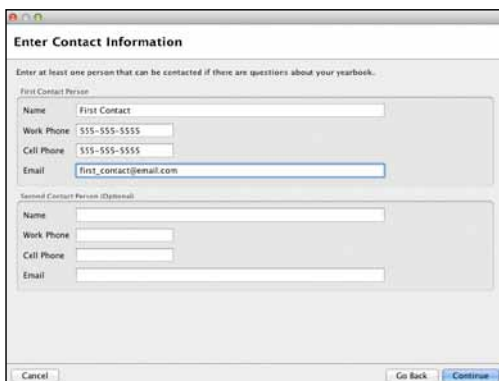 Enter Contact Information
Enter at least one person that can be contacted if there are questions about your yearbook.
First Contact Person
Name First Contact
Work Phone 555-555-5555
Cell Phone 555-555-5555
Email first_contact@email.com
Second Contact Person (Optional)
Name
Work Phone
Cell Phone
Email
Cancel Go Back Continue